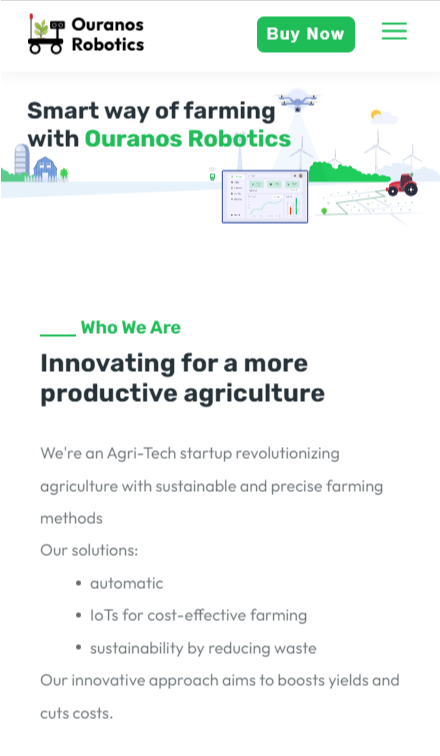 Ouranos
Robotics
Buy Now
Smart way of farming
with Ouranos Robotics
Who We Are
Innovating for a more
productive agriculture
We're an Agri-Tech startup revolutionizing
agriculture with sustainable and precise farming
methods
Our solutions:
automatic
IoTs for cost-effective farming
sustainability by reducing waste
Our innovative approach aims to boosts yields and
cuts costs.